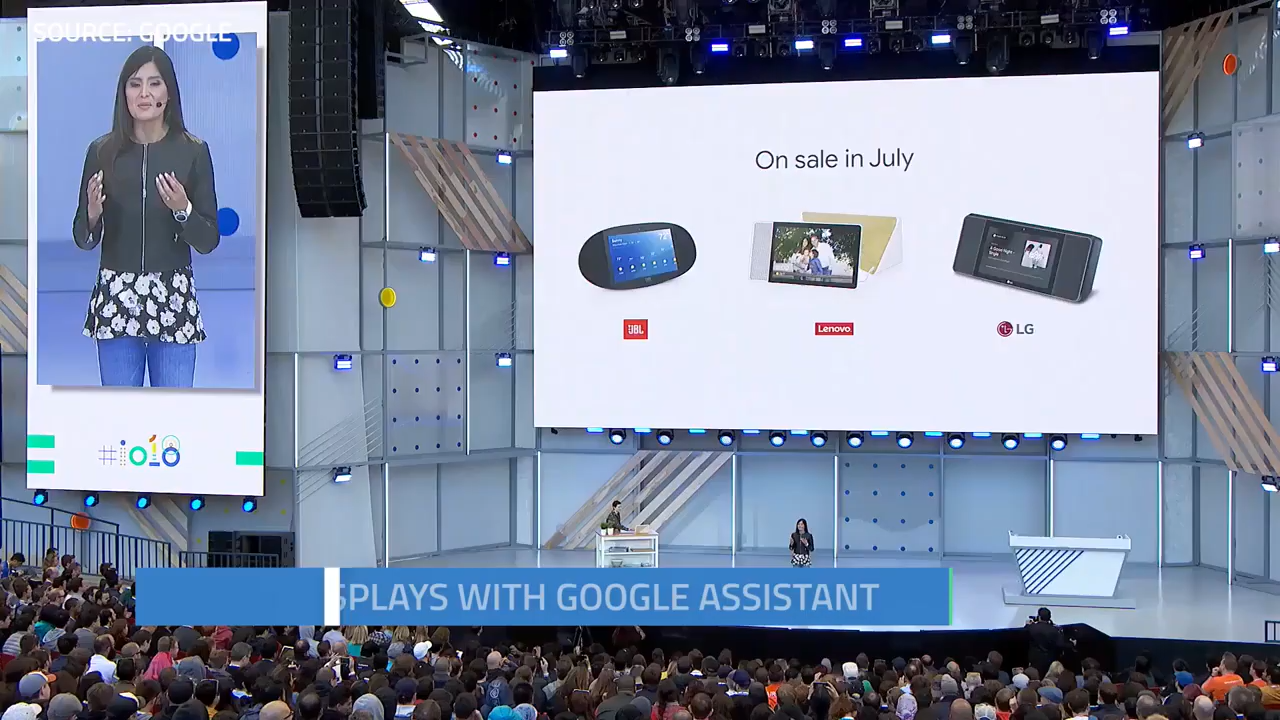 SOURCE: GOOGLE
On sale in July
JBL
Lenovo
LG
#io18
SPLAYS WITH GOOGLE ASSISTANT